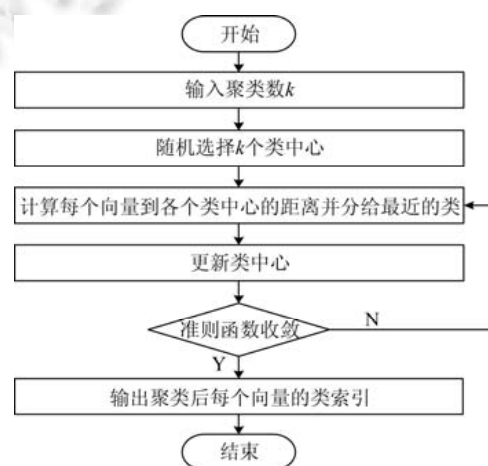 开始
输入聚类数k
随机选择k个类中心
计算每个向量到各个类中心的距离并分给最近的类
更新类中心
准则函数收敛
N
Y
输出聚类后每个向量的类索引
结束